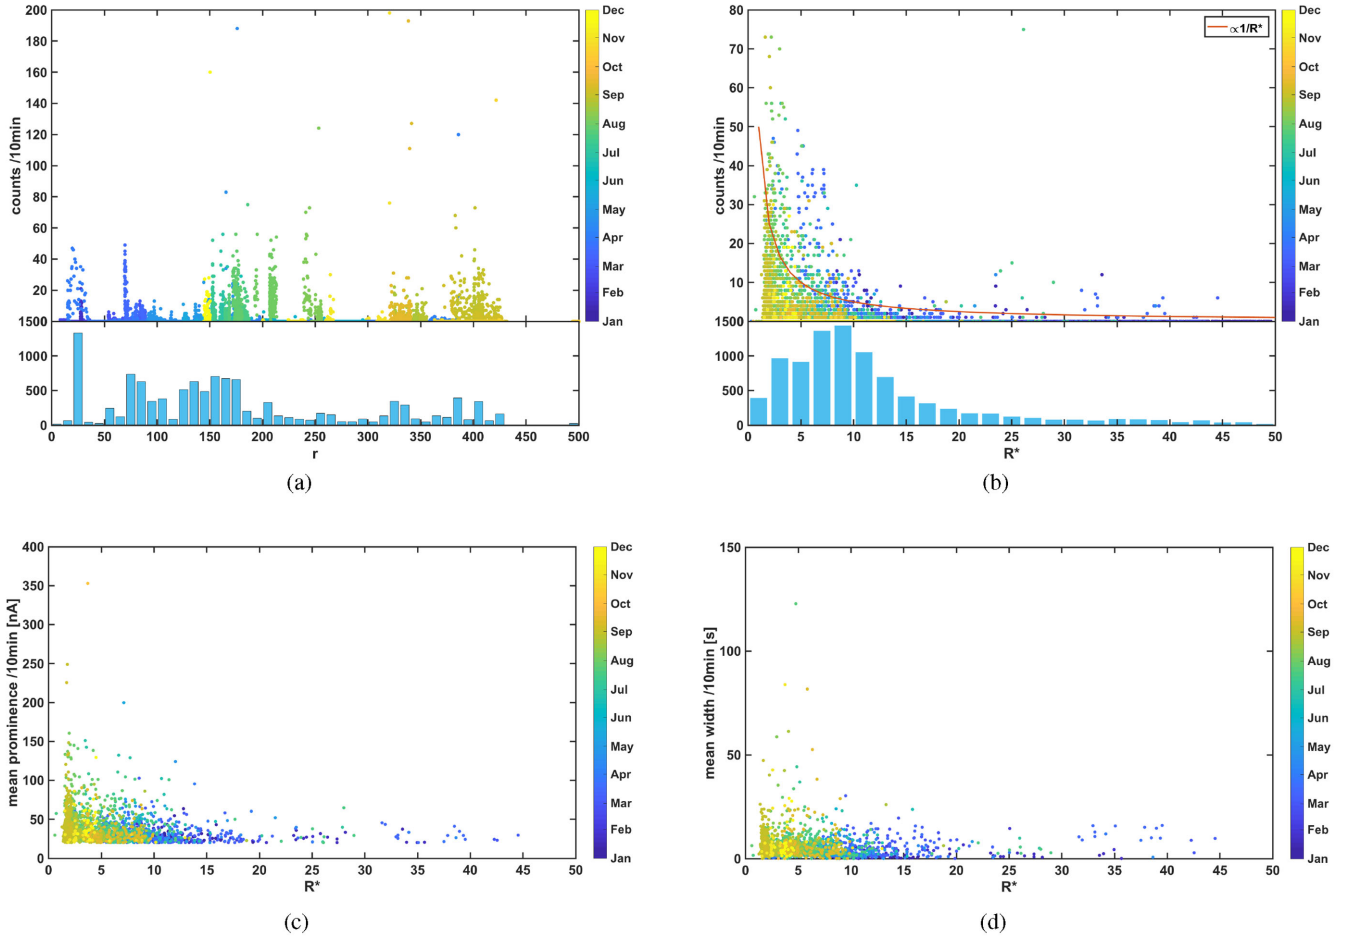 counts /10min
200
180
160
140
120
100
80
60
40
20
1500
1000
500
0
0
50
100
150
200
250
300
350
400
450
500
r
Dec
Nov
Oct
Sep
Aug
Jul
Jun
May
Apr
Mar
Feb
Jan
(a)
counts /10min
80
70
60
50
40
30
20
10
1500
1000
500
0
0
5
10
15
20
25
30
35
40
45
50
R*
∝1/R*
Dec
Nov
Oct
Sep
Aug
Jul
Jun
May
Apr
Mar
Feb
Jan
(b)
mean prominence /10min [nA]
400
350
300
250
200
150
100
50
0
0
5
10
15
20
25
30
35
40
45
50
R*
Dec
Nov
Oct
Sep
Aug
Jul
Jun
May
Apr
Mar
Feb
Jan
(c)
mean width /10min [s]
150
100
50
0
0
5
10
15
20
25
30
35
40
45
50
R*
Dec
Nov
Oct
Sep
Aug
Jul
Jun
May
Apr
Mar
Feb
Jan
(d)